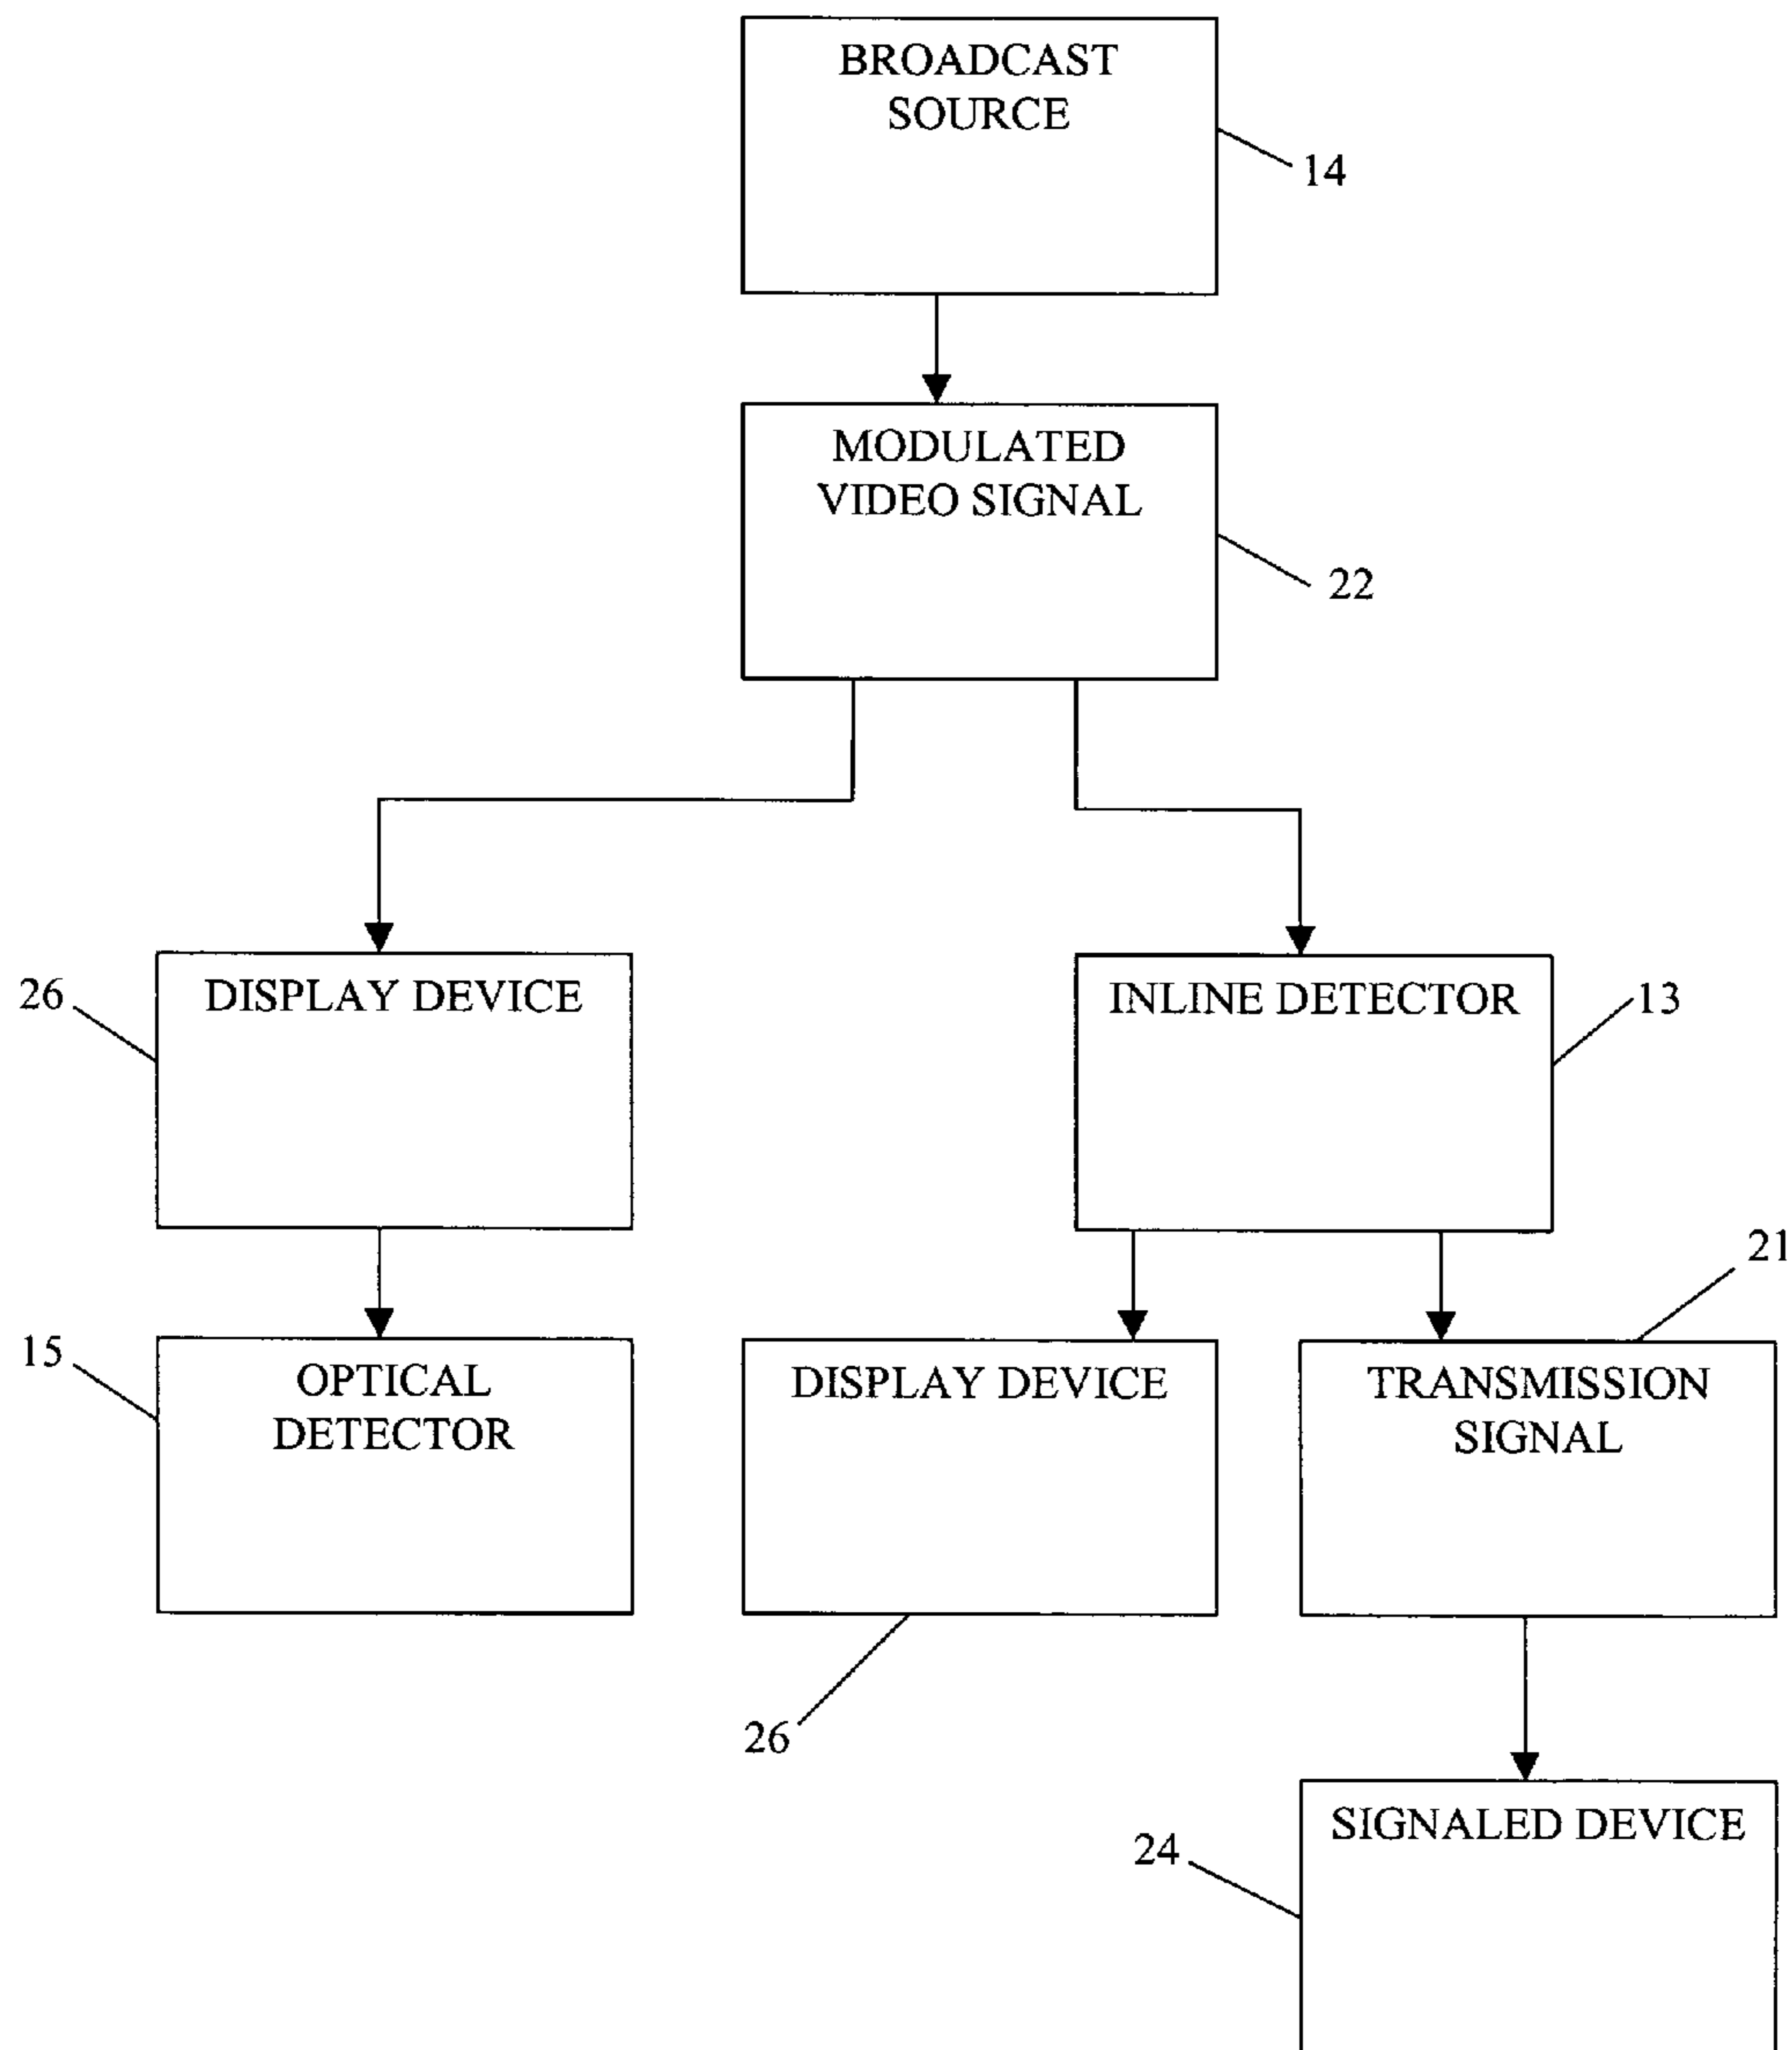 BROADCAST
SOURCE
14
MODULATED
VIDEO SIGNAL
22
26
DISPLAY DEVICE
INLINE DETECTOR
13
21
15
OPTICAL
DETECTOR
DISPLAY DEVICE
TRANSMISSION
SIGNAL
26
SIGNALED DEVICE
24